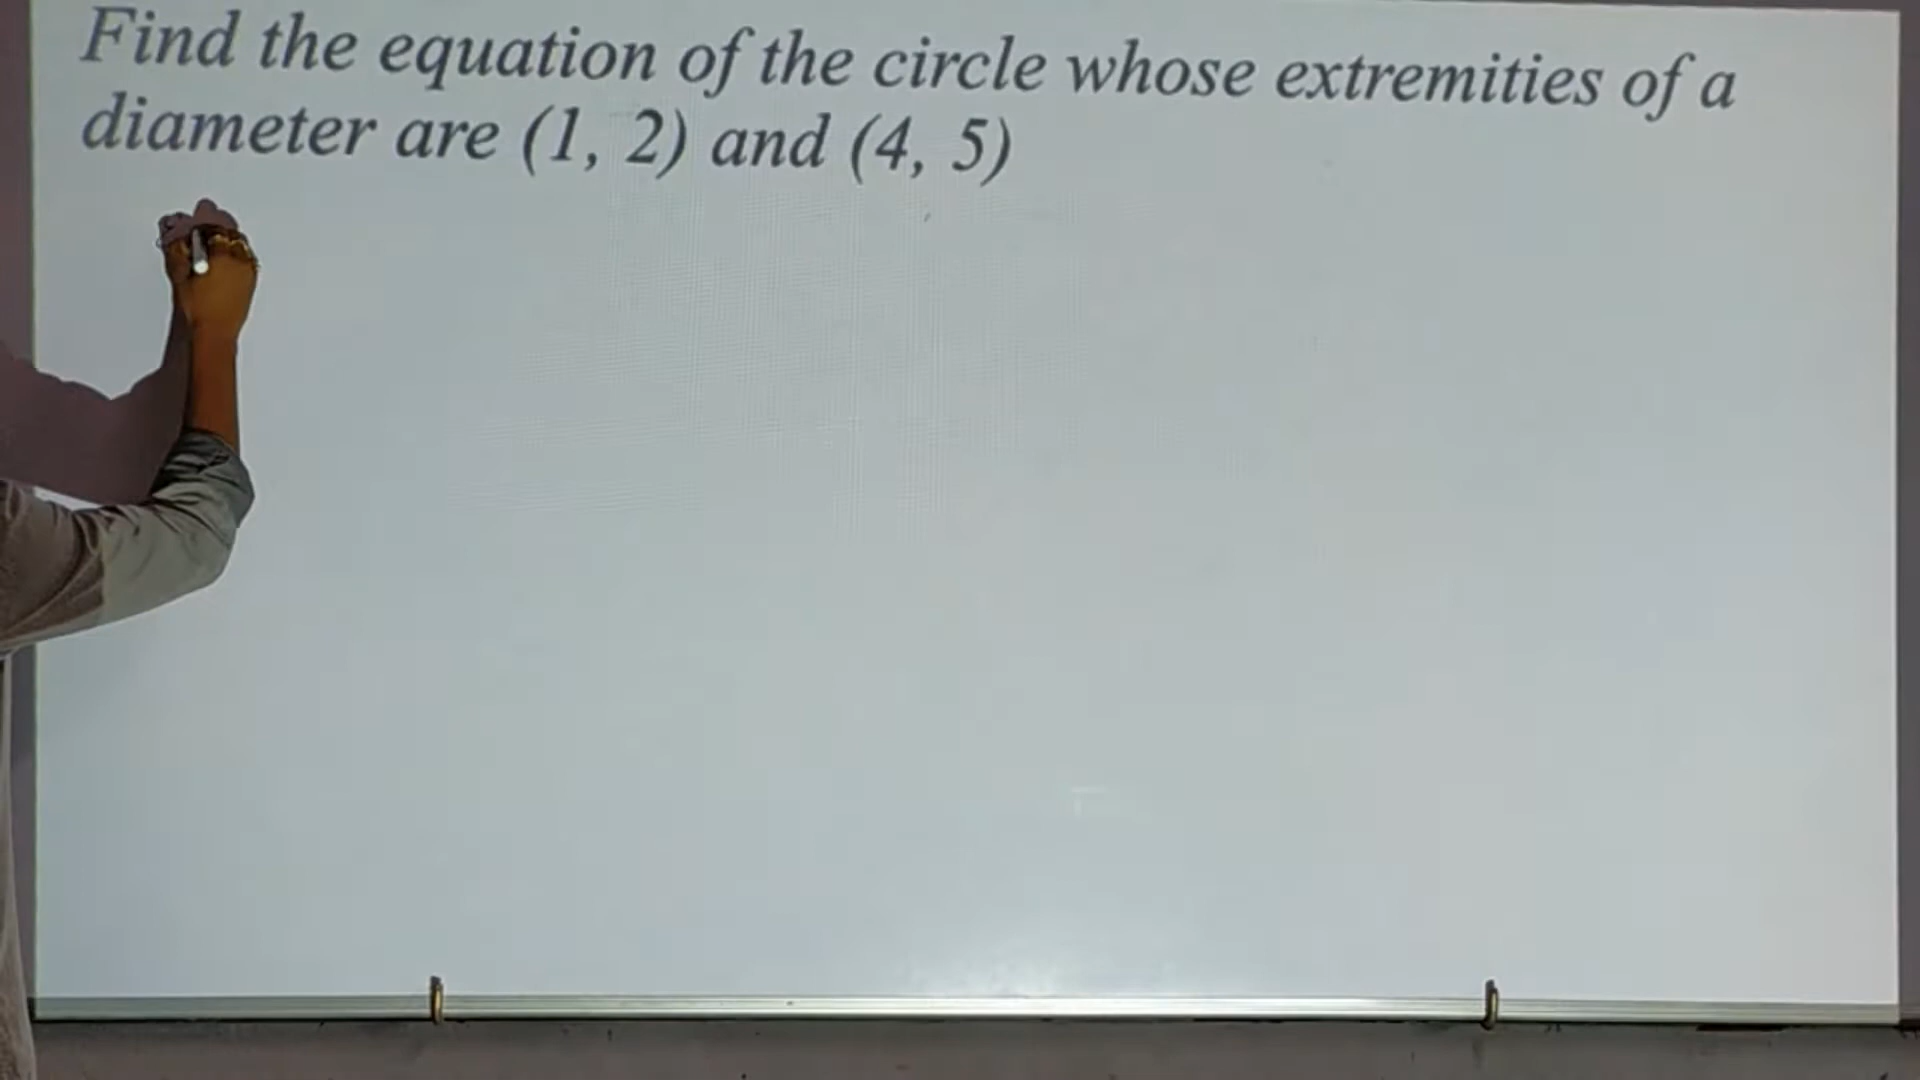 Find the equation of the circle whose extremities of a
diameter are (1, 2) and (4, 5)